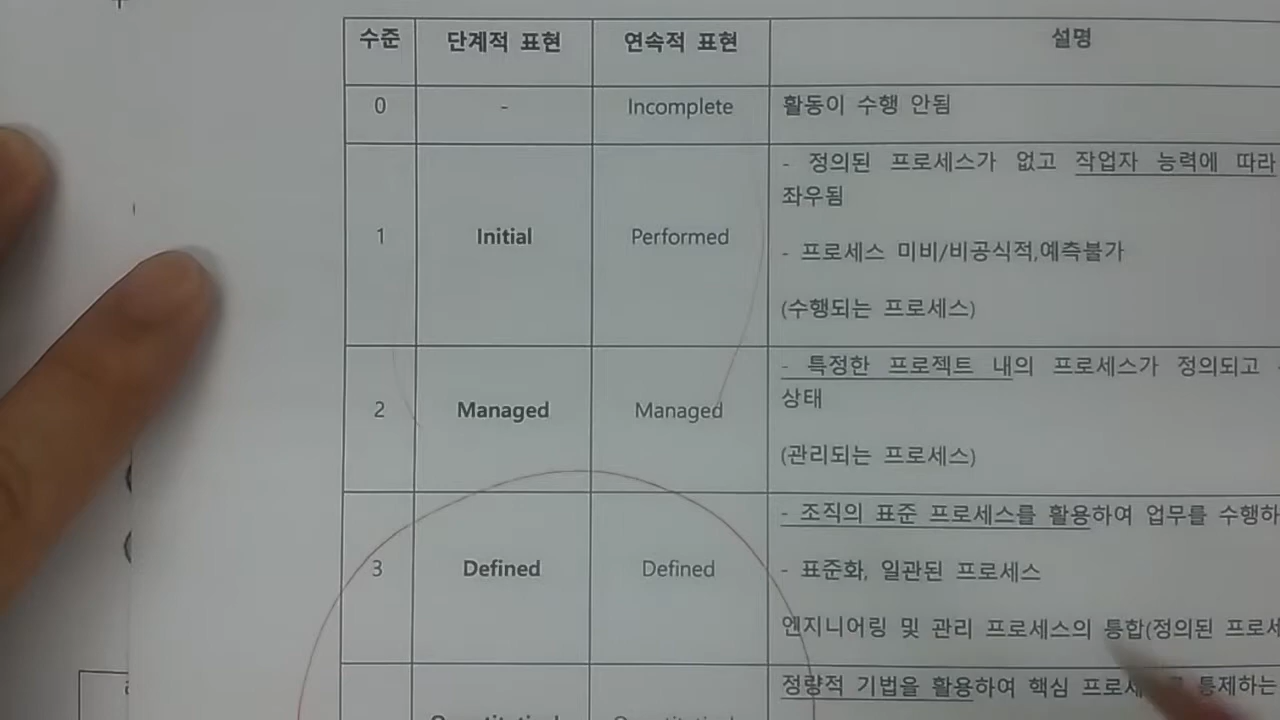 수준 단계적 표현 연속적 표현 설명
0 - Incomplete 활동이 수행 안됨
- 정의된 프로세스가 없고 작업자 능력에 따라
좌우됨
1 Initial Performed
- 프로세스 미비/비공식적,예측불가
(수행되는 프로세스)
- 특정한 프로젝트 내의 프로세스가 정의되고
상태
2 Managed Managed
(관리되는 프로세스)
- 조직의 표준 프로세스를 활용하여 업무를 수행하
3 Defined Defined
- 표준화, 일관된 프로세스
엔지니어링 및 관리 프로세스의 통합(정의된 프로세
정량적 기법을 활용하여 핵심 통제하는